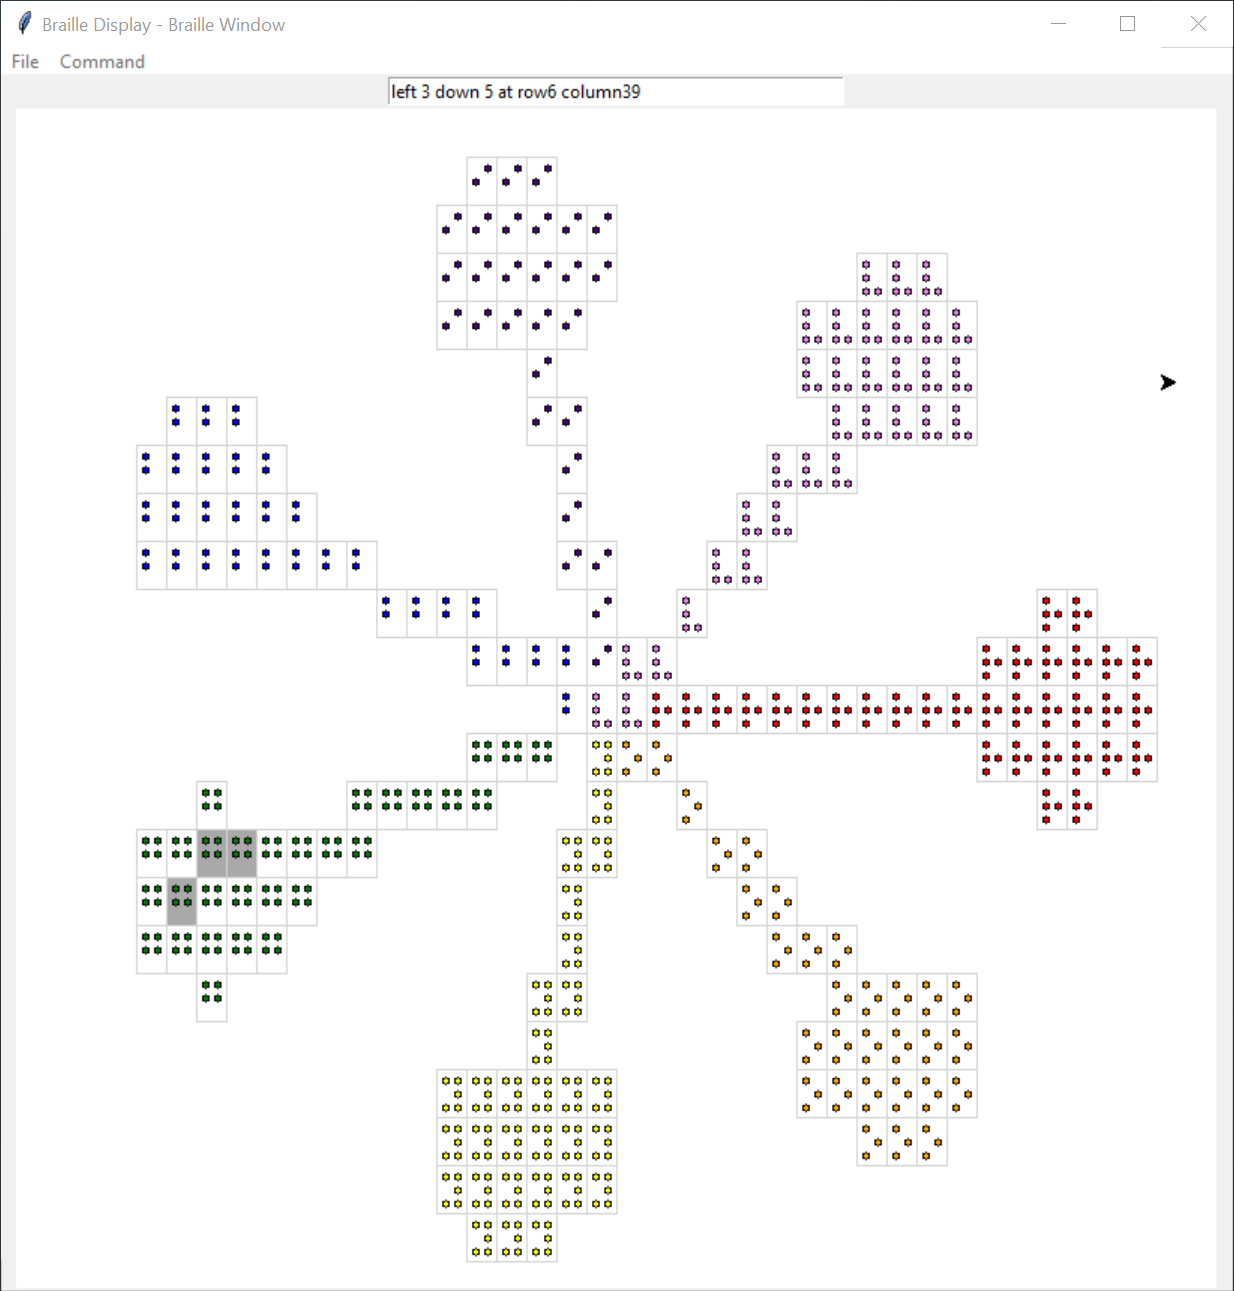 Braille Display - Braille Window
File Command
left 3 down 5 at row6 column39